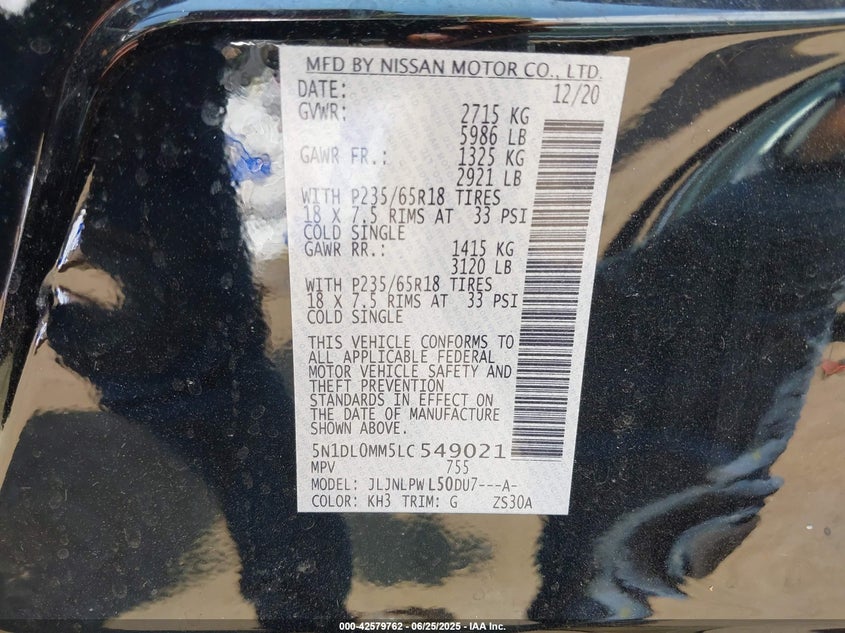 MFD BY NISSAN MOTOR CO., LTD.
DATE: 12/20
GVWR: 2715 KG
5986 LB
GAWR FR.: 1325 KG
2921 LB
WITH P235/65R18 TIRES
18 X 7.5 RIMS AT 33 PSI
COLD SINGLE
GAWR RR.: 1415 KG
3120 LB
WITH P235/65R18 TIRES
18 X 7.5 RIMS AT 33 PSI
COLD SINGLE
THIS VEHICLE CONFORMS TO
ALL APPLICABLE FEDERAL
MOTOR VEHICLE SAFETY AND
THEFT PREVENTION
STANDARDS IN EFFECT ON
THE DATE OF MANUFACTURE
SHOWN ABOVE.
5N1DL0MM5LC549021
MPV 755
MODEL: JLJNLPWL50DU7---A-
COLOR: KH3 TRIM: G ZS30A
000-42579762 - 06/25/2025 - IAA Inc.